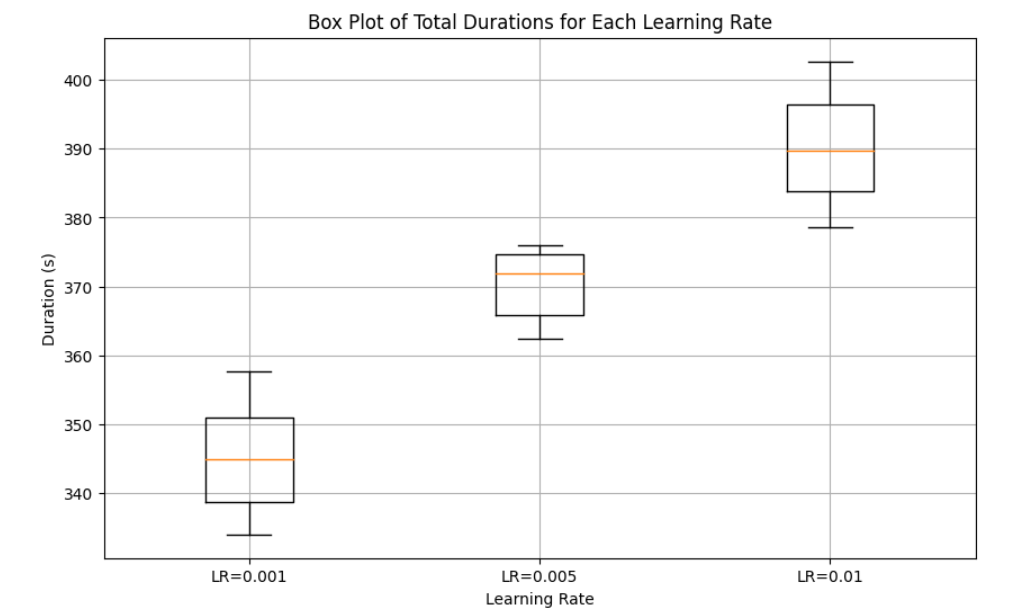 Box Plot of Total Durations for Each Learning Rate
400
390
380
370
360
350
340
Duration (s)
LR=0.001
LR=0.005
LR=0.01
Learning Rate